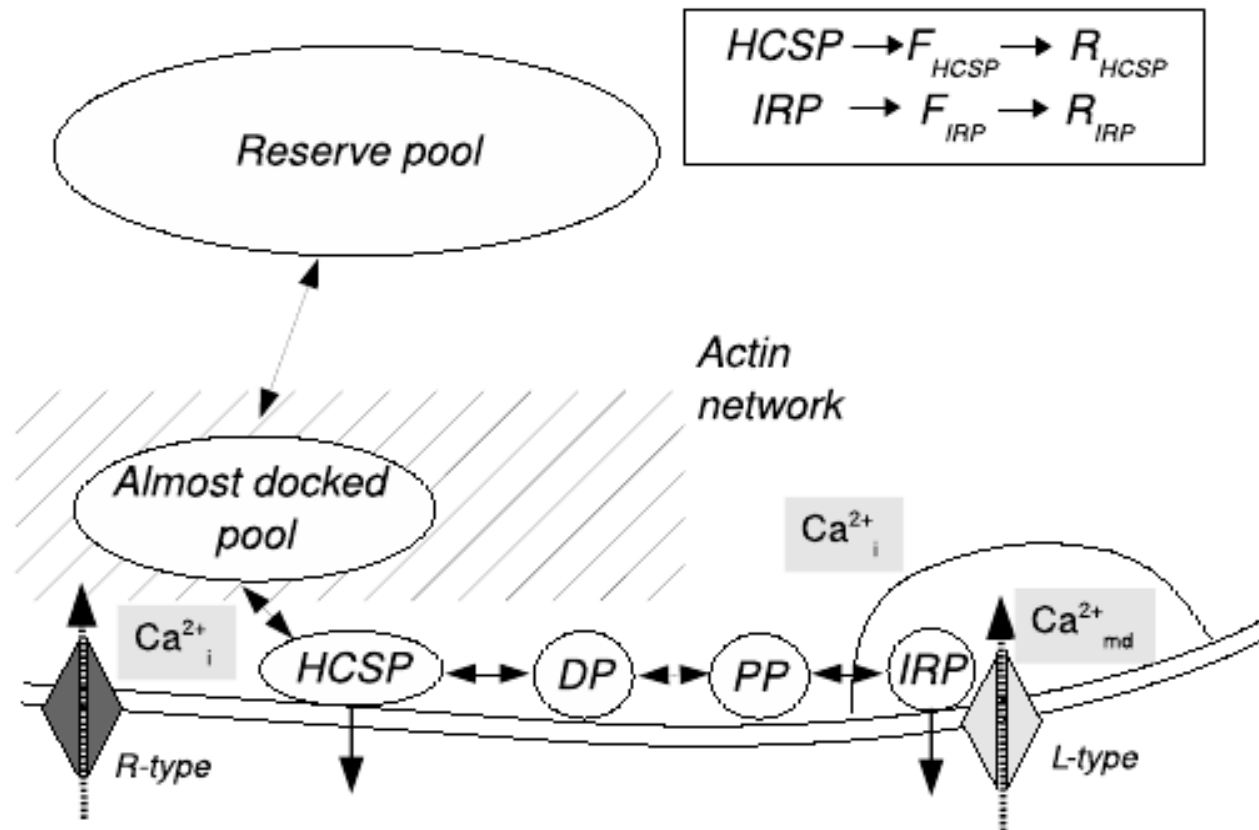 HCSP → F_HCSP → R_HCSP
IRP → F_IRP → R_IRP
Reserve pool
Actin
network
Almost docked
pool
Ca²⁺ᵢ
Ca²⁺ᵢ
Ca²⁺_md
HCSP
DP
PP
IRP
R-type
L-type